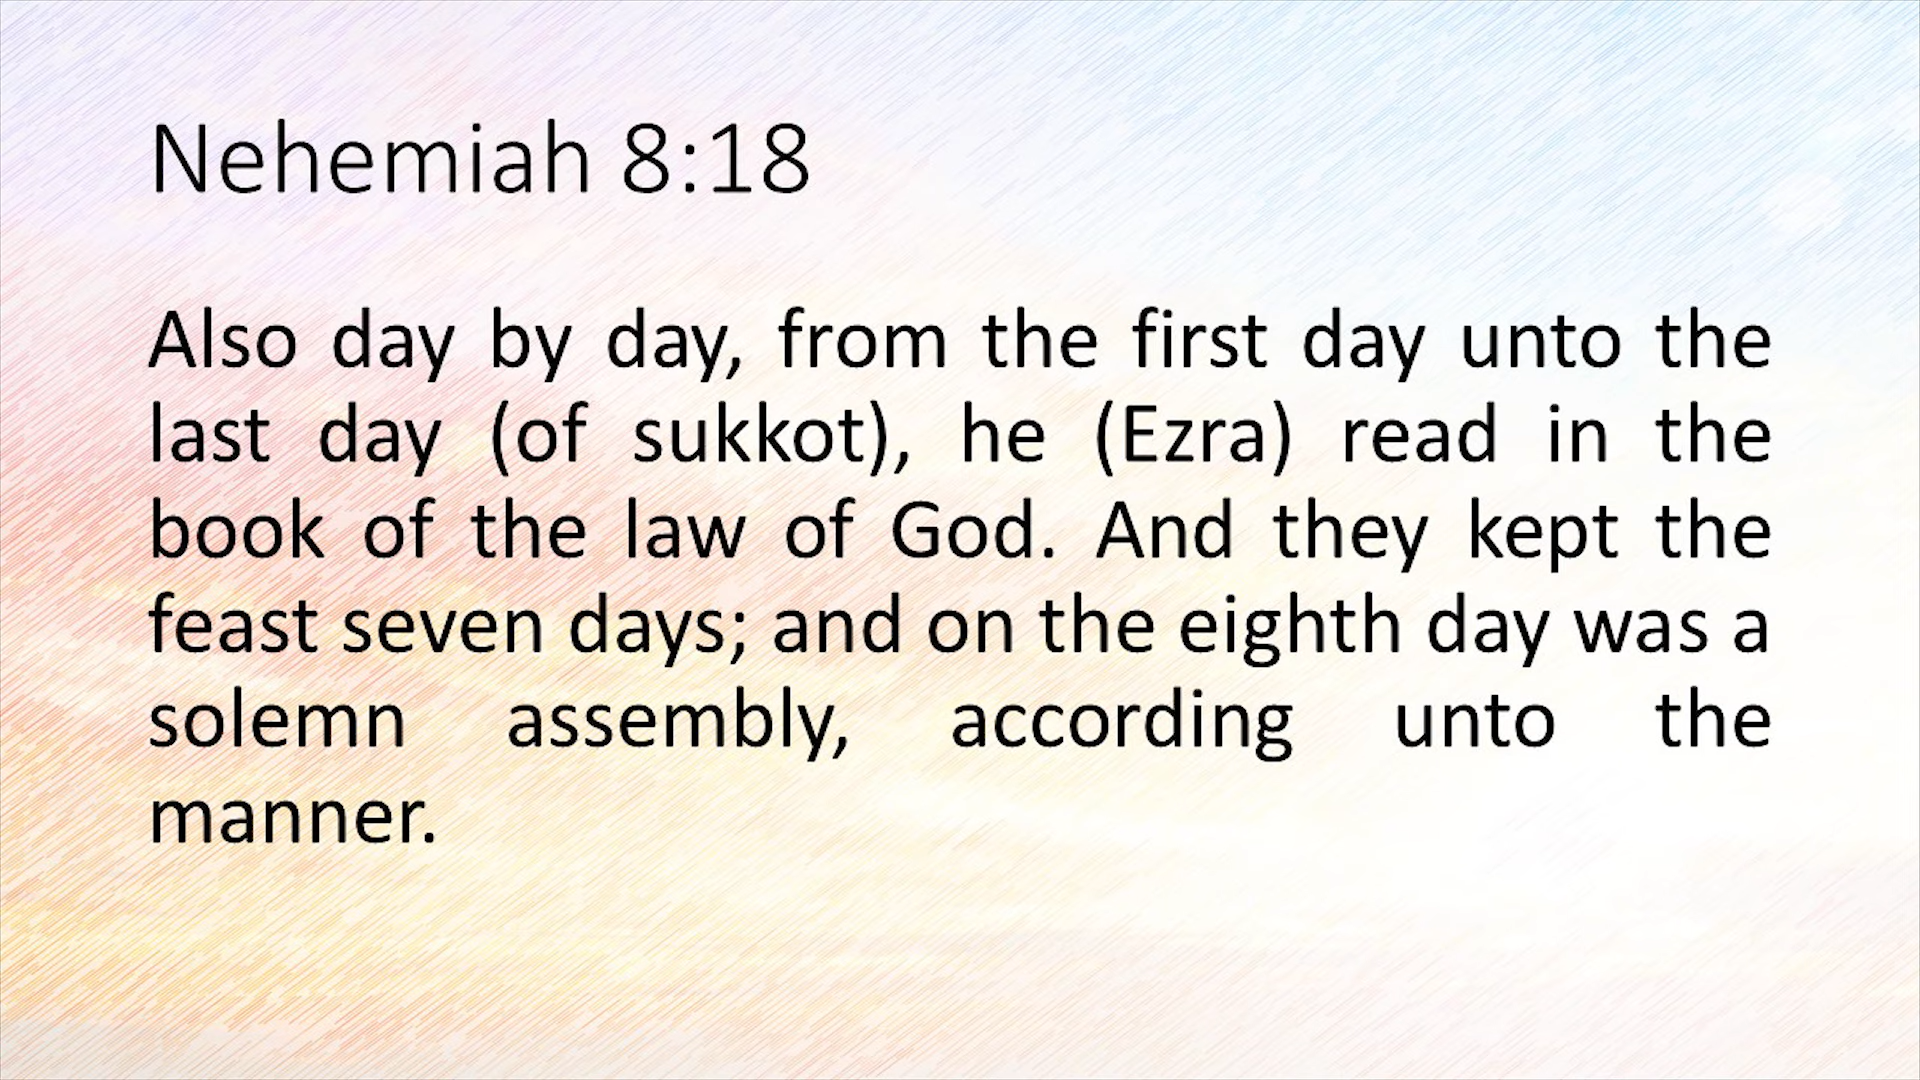 Nehemiah 8:18
Also day by day, from the first day unto the
last day (of sukkot), he (Ezra) read in the
book of the law of God. And they kept the
feast seven days; and on the eighth day was a
solemn assembly, according unto the
manner.